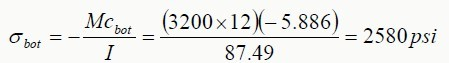 σ_bot = -Mc_bot/I = (3200×12)(-5.886)/87.49 = 2580 psi